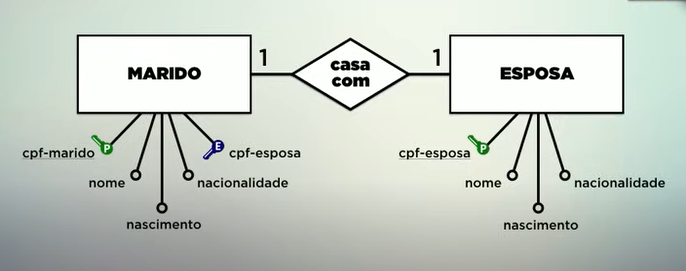 MARIDO
1
casa
com
1
ESPOSA
cpf-marido
P
E
cpf-esposa
nome
nacionalidade
nascimento
cpf-esposa
P
nome
nacionalidade
nascimento